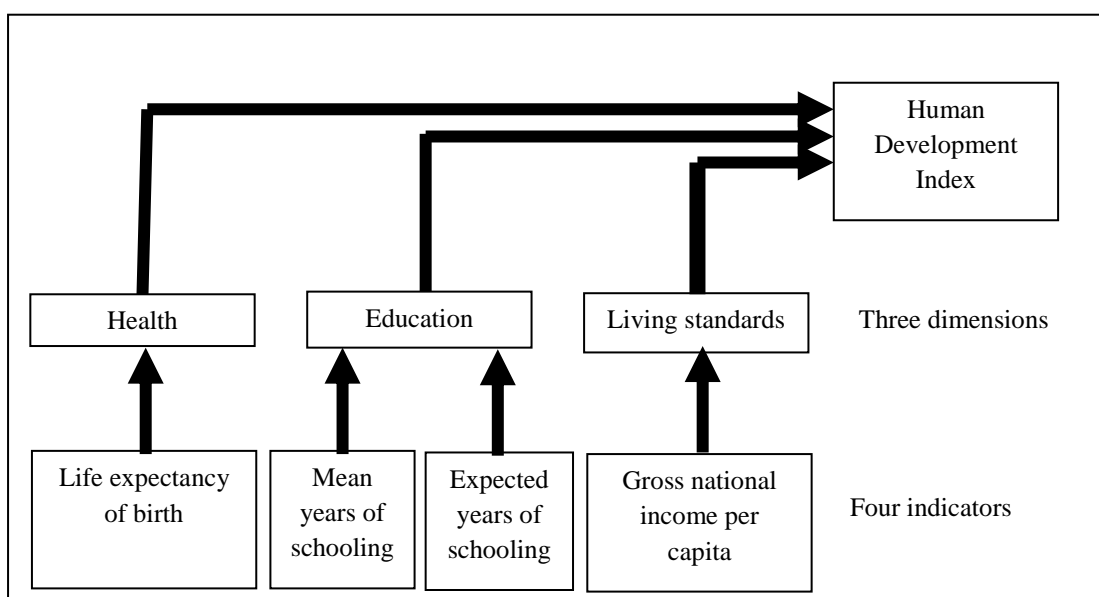 Human
Development
Index
Health
Education
Living standards
Three dimensions
Life expectancy
of birth
Mean
years of
schooling
Expected
years of
schooling
Gross national
income per
capita
Four indicators